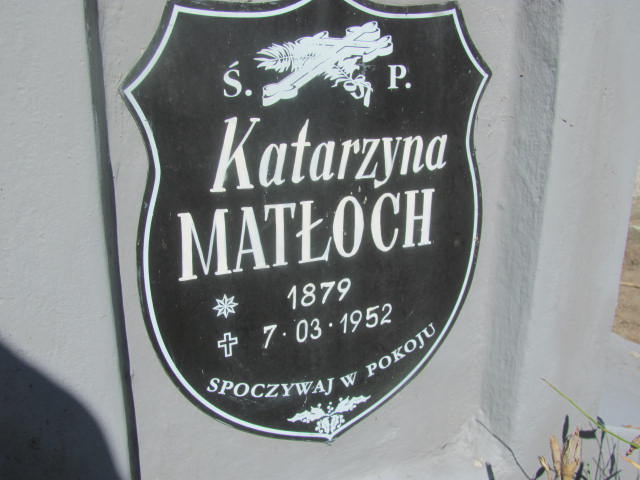 Ś. P.
Katarzyna
MATŁOCH
1879
7·03·1952
SPOCZYWAJ W POKOJU